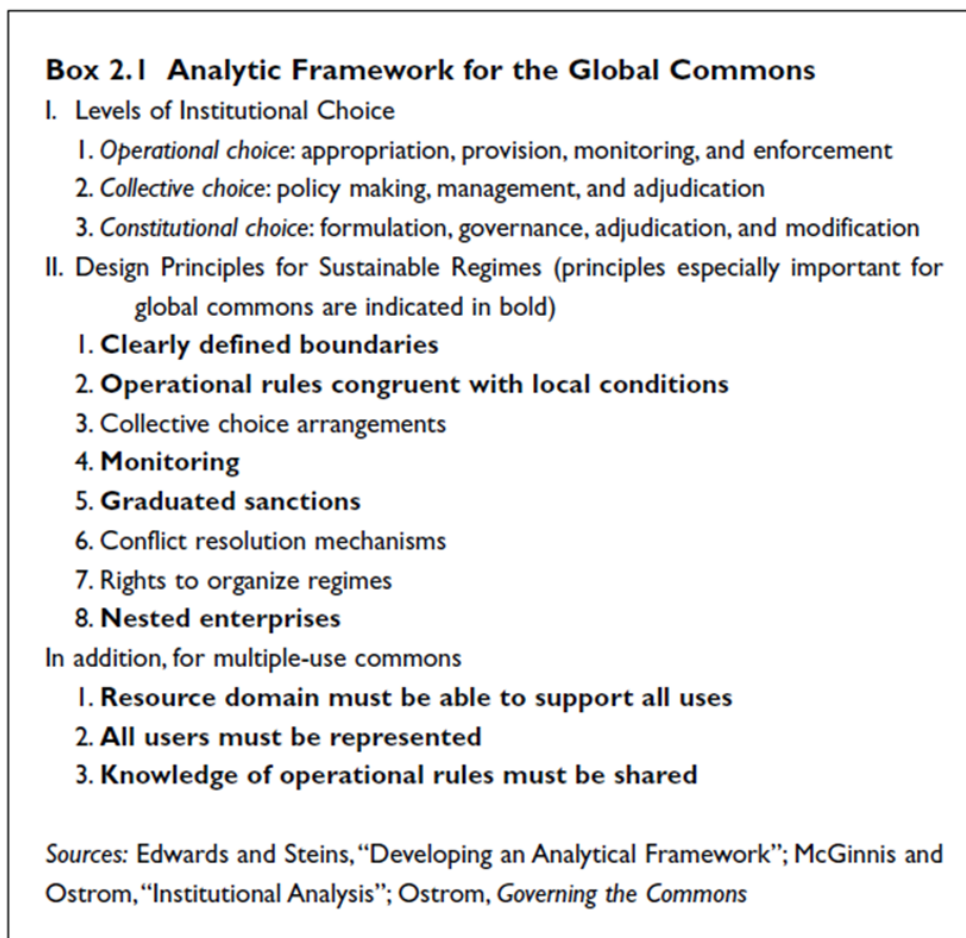 Box 2.1 Analytic Framework for the Global Commons
I. Levels of Institutional Choice
1. Operational choice: appropriation, provision, monitoring, and enforcement
2. Collective choice: policy making, management, and adjudication
3. Constitutional choice: formulation, governance, adjudication, and modification
II. Design Principles for Sustainable Regimes (principles especially important for
global commons are indicated in bold)
1. Clearly defined boundaries
2. Operational rules congruent with local conditions
3. Collective choice arrangements
4. Monitoring
5. Graduated sanctions
6. Conflict resolution mechanisms
7. Rights to organize regimes
8. Nested enterprises
In addition, for multiple-use commons
1. Resource domain must be able to support all uses
2. All users must be represented
3. Knowledge of operational rules must be shared
Sources: Edwards and Steins, “Developing an Analytical Framework”; McGinnis and
Ostrom, “Institutional Analysis”; Ostrom, Governing the Commons